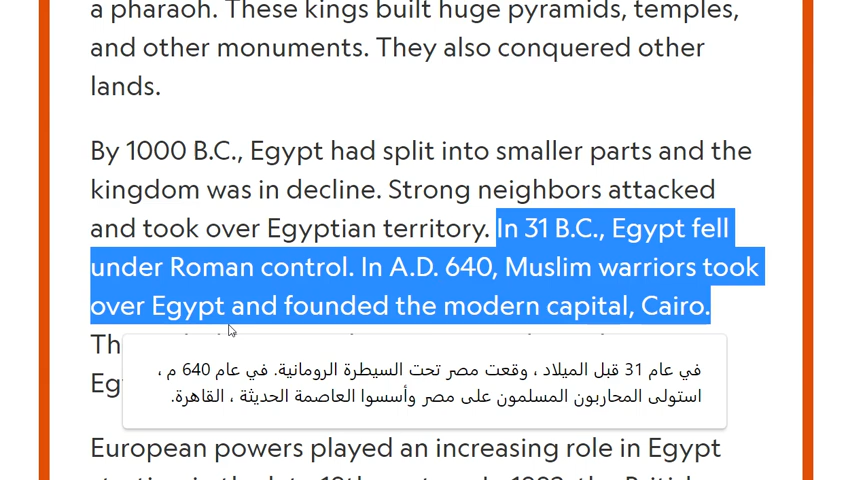 a pharaoh. These kings built huge pyramids, temples,
and other monuments. They also conquered other
lands.
By 1000 B.C., Egypt had split into smaller parts and the
kingdom was in decline. Strong neighbors attacked
and took over Egyptian territory. In 31 B.C., Egypt fell
under Roman control. In A.D. 640, Muslim warriors took
over Egypt and founded the modern capital, Cairo.
في عام 31 قبل الميلاد ، وقعت مصر تحت السيطرة الرومانية. في عام 640 م ،
استولى المحاربون المسلمون على مصر وأسسوا العاصمة الحديثة ، القاهرة.
European powers played an increasing role in Egypt